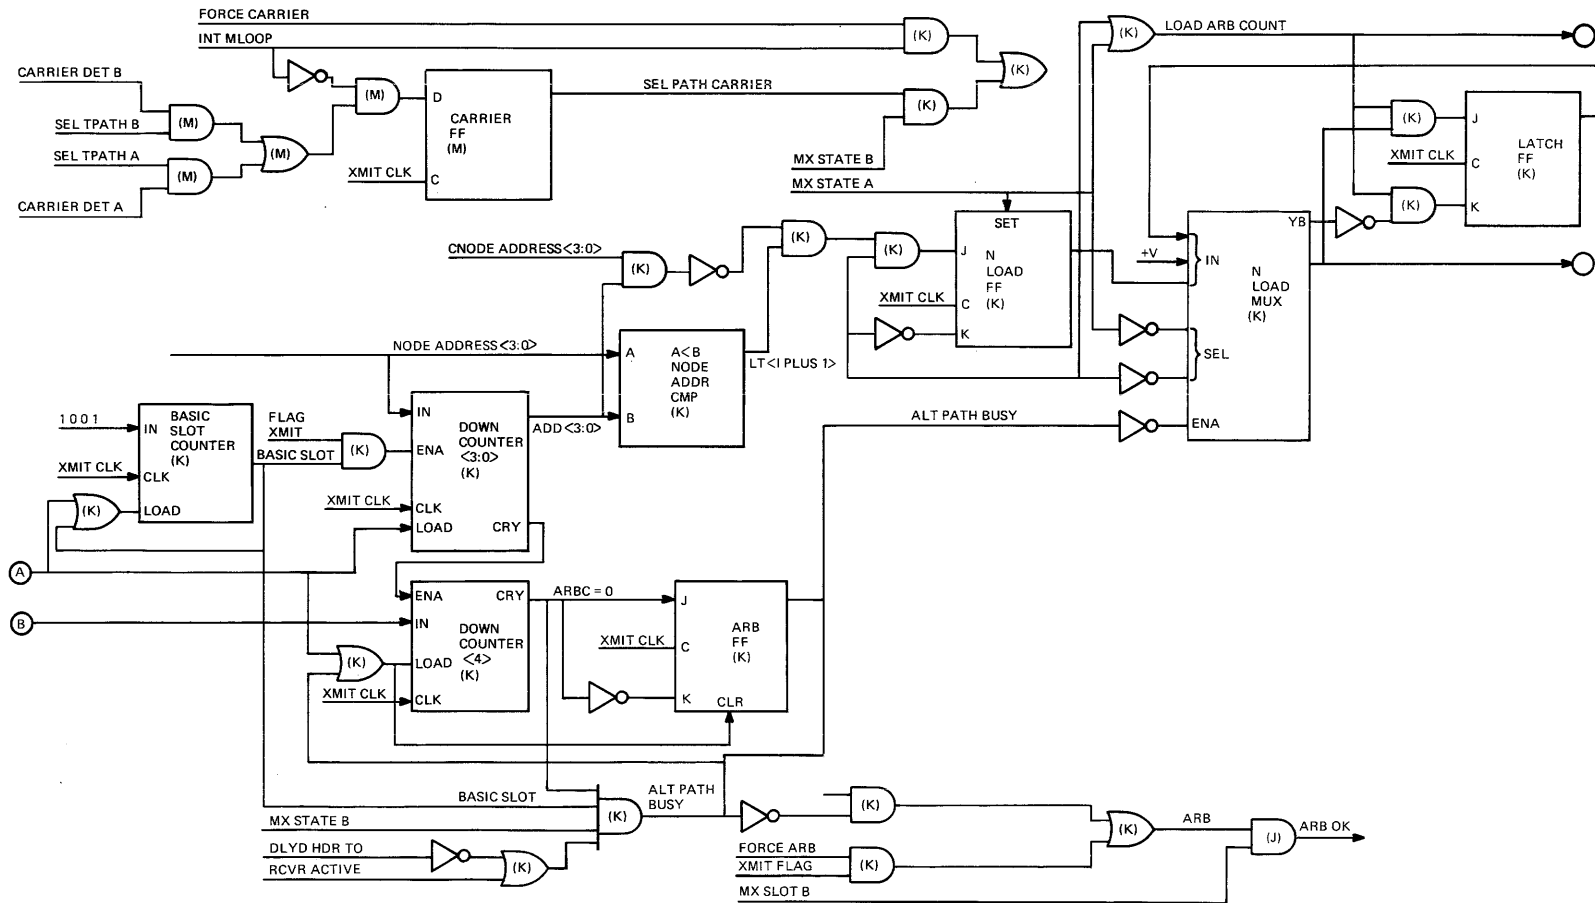 FORCE CARRIER
INT MLOOP
(K)
(K)
LOAD ARB COUNT
CARRIER DET B
(M)
SEL TPATH B
(M)
SEL TPATH A
(M)
CARRIER DET A
(M)
D
CARRIER
FF
(M)
XMIT CLK
C
SEL PATH CARRIER
(K)
(K)
MX STATE B
MX STATE A
(K)
J
LATCH
FF
(K)
XMIT CLK
C
(K)
K
CNODE ADDRESS<3:0>
(K)
(K)
(K)
SET
J
N
LOAD
FF
(K)
XMIT CLK
C
K
+V
IN
YB
N
LOAD
MUX
(K)
SEL
ENA
NODE ADDRESS<3:0>
A
A<B
NODE
ADDR
CMP
(K)
B
LT<I PLUS 1>
ALT PATH BUSY
1001
IN
BASIC
SLOT
COUNTER
(K)
XMIT CLK
CLK
(K)
LOAD
FLAG
XMIT
(K)
BASIC SLOT
IN
ENA
DOWN
COUNTER
<3:0>
(K)
ADD<3:0>
XMIT CLK
CLK
LOAD
CRY
A
B
ENA
CRY
IN
DOWN
COUNTER
<4>
(K)
(K)
LOAD
XMIT CLK
CLK
ARBC = 0
J
ARB
FF
(K)
XMIT CLK
C
K
CLR
BASIC SLOT
MX STATE B
DLYD HDR TO
RCVR ACTIVE
(K)
(K)
ALT PATH
BUSY
(K)
FORCE ARB
XMIT FLAG
(K)
MX SLOT B
(K)
ARB
(J)
ARB OK